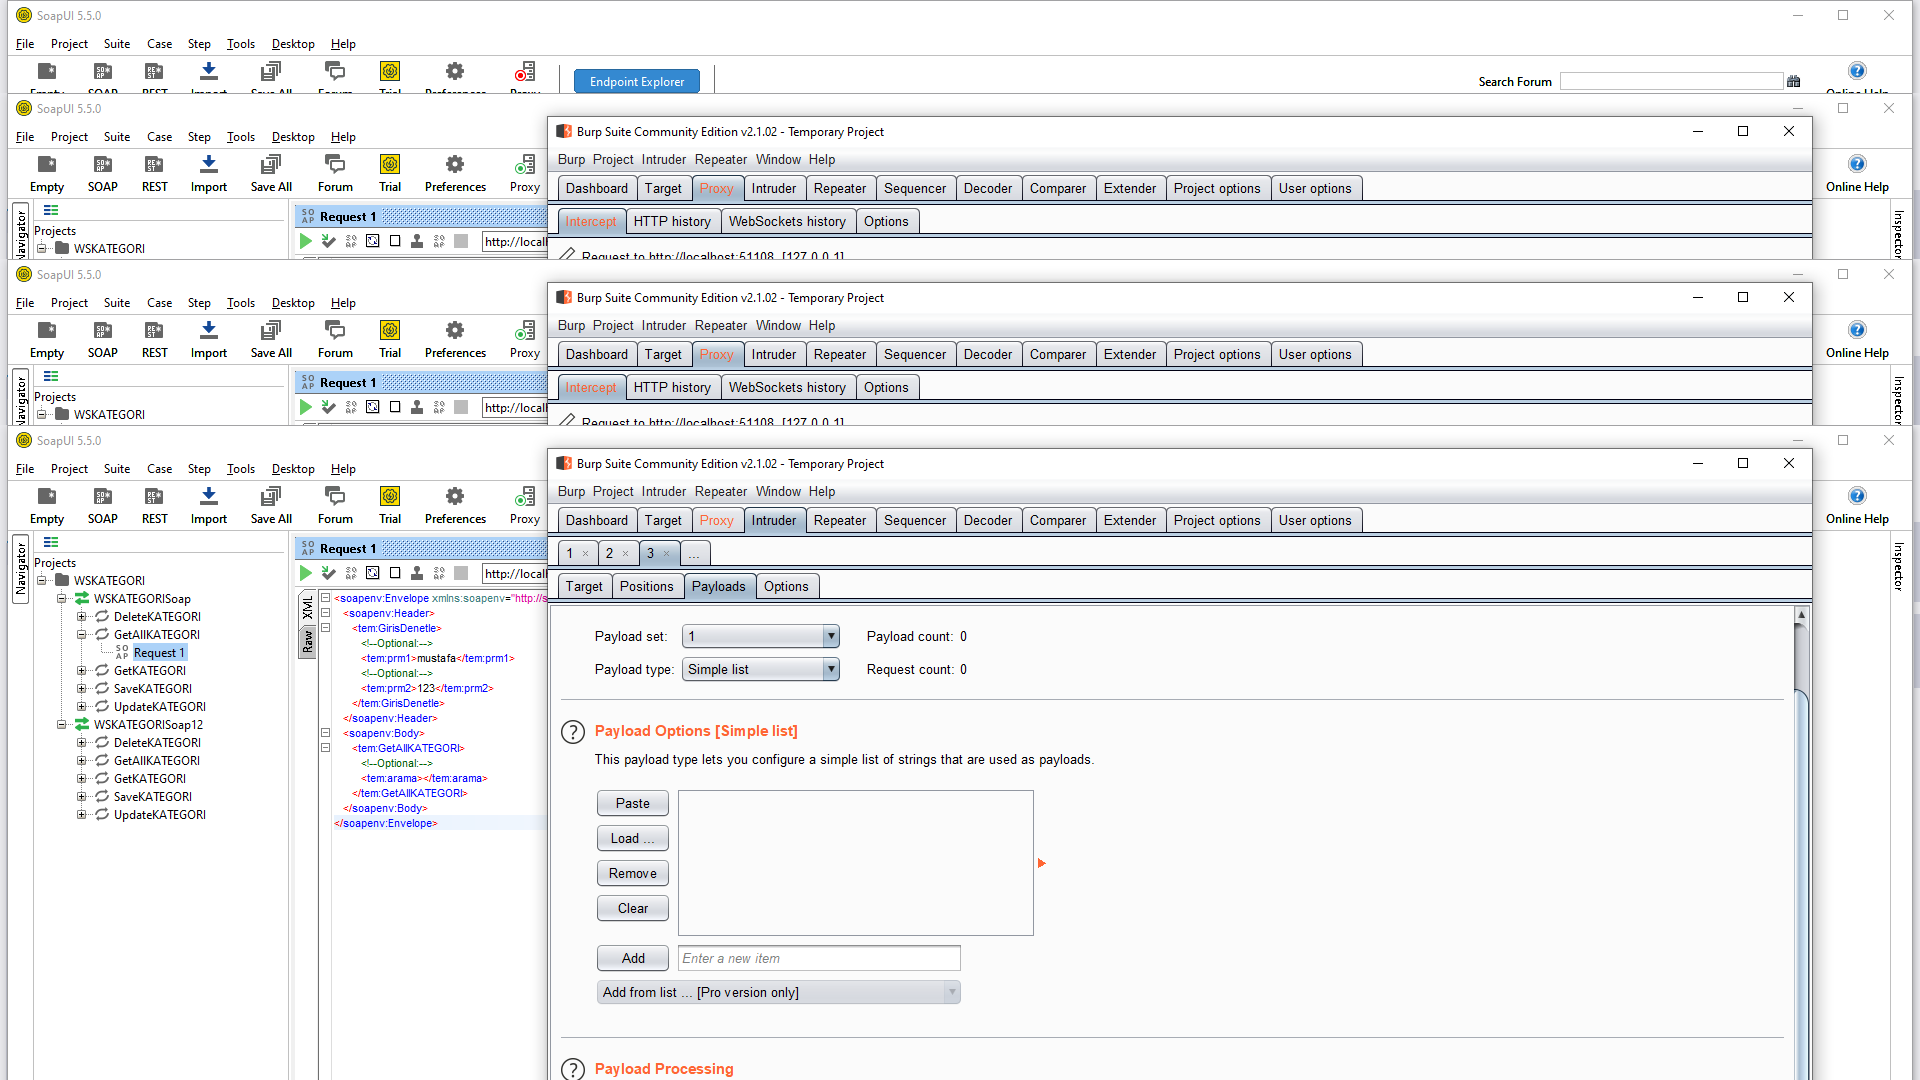 SoapUI 5.5.0
File Project Suite Case Step Tools Desktop Help
Empty SOAP REST Import Save All Forum Trial Preferences Proxy Endpoint Explorer Search Forum Online Help
SoapUI 5.5.0
File Project Suite Case Step Tools Desktop Help
Empty SOAP REST Import Save All Forum Trial Preferences Proxy Online Help
Navigator
Projects
WSKATEGORI
Request 1
http://local
Inspector
Burp Suite Community Edition v2.1.02 - Temporary Project
Burp Project Intruder Repeater Window Help
Dashboard Target Proxy Intruder Repeater Sequencer Decoder Comparer Extender Project options User options
Intercept HTTP history WebSockets history Options
Request to http://localhost:51108 [127.0.0.1]
SoapUI 5.5.0
File Project Suite Case Step Tools Desktop Help
Empty SOAP REST Import Save All Forum Trial Preferences Proxy Online Help
Navigator
Projects
WSKATEGORI
Request 1
http://local
Inspector
Burp Suite Community Edition v2.1.02 - Temporary Project
Burp Project Intruder Repeater Window Help
Dashboard Target Proxy Intruder Repeater Sequencer Decoder Comparer Extender Project options User options
Intercept HTTP history WebSockets history Options
Request to http://localhost:51108 [127.0.0.1]
SoapUI 5.5.0
File Project Suite Case Step Tools Desktop Help
Empty SOAP REST Import Save All Forum Trial Preferences Proxy Online Help
Navigator
Projects
WSKATEGORI
WSKATEGORISoap
DeleteKATEGORI
GetAllKATEGORI
Request 1
GetKATEGORI
SaveKATEGORI
UpdateKATEGORI
WSKATEGORISoap12
DeleteKATEGORI
GetAllKATEGORI
GetKATEGORI
SaveKATEGORI
UpdateKATEGORI
Request 1
http://local
XML
Raw
<soapenv:Envelope xmlns:soapenv="http://s
<soapenv:Header>
<tem:GirisDenetle>
<!--Optional:-->
<tem:prm1>mustafa</tem:prm1>
<!--Optional:-->
<tem:prm2>123</tem:prm2>
</tem:GirisDenetle>
</soapenv:Header>
<soapenv:Body>
<tem:GetAllKATEGORI>
<!--Optional:-->
<tem:arama></tem:arama>
</tem:GetAllKATEGORI>
</soapenv:Body>
</soapenv:Envelope>
Inspector
Burp Suite Community Edition v2.1.02 - Temporary Project
Burp Project Intruder Repeater Window Help
Dashboard Target Proxy Intruder Repeater Sequencer Decoder Comparer Extender Project options User options
1 × 2 × 3 × ...
Target Positions Payloads Options
Payload set: 1 Payload count: 0
Payload type: Simple list Request count: 0
? Payload Options [Simple list]
This payload type lets you configure a simple list of strings that are used as payloads.
Paste
Load ...
Remove
Clear
Add Enter a new item
Add from list ... [Pro version only]
? Payload Processing